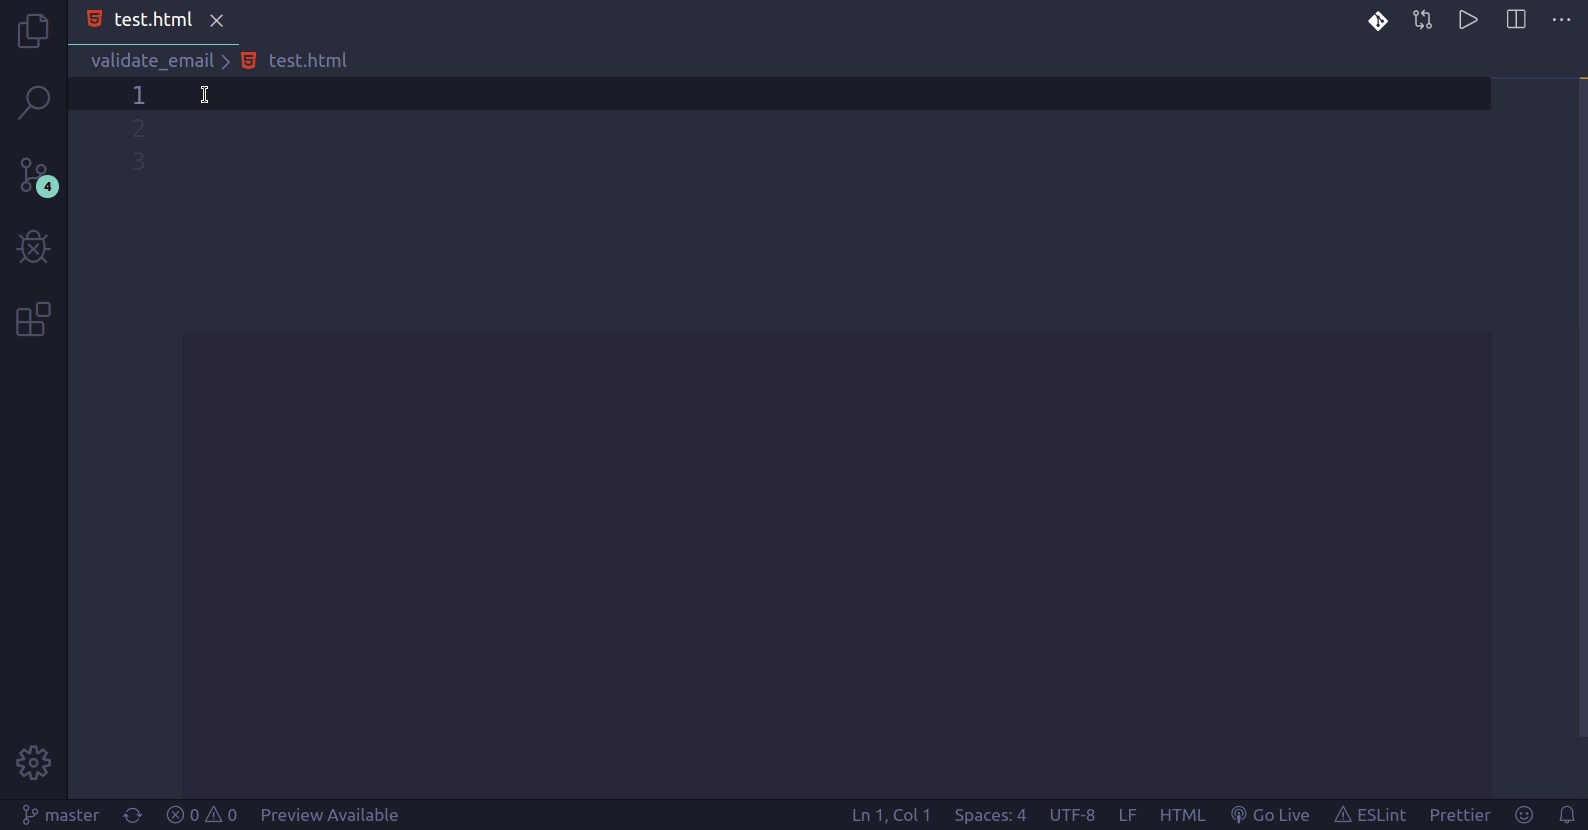 test.html
validate_email > test.html
1
2
3
4
master 0 0 Preview Available Ln 1, Col 1 Spaces: 4 UTF-8 LF HTML Go Live ESLint Prettier